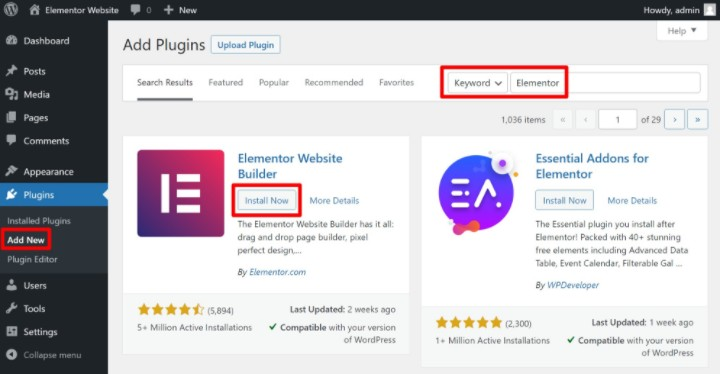 Elementor Website 0 + New Howdy, admin
Dashboard
Posts
Media
Pages
Comments
Appearance
Plugins
Installed Plugins
Add New
Plugin Editor
Users
Tools
Settings
Collapse menu
Help
Add Plugins Upload Plugin
Search Results Featured Popular Recommended Favorites Keyword Elementor
1,036 items « ‹ 1 of 29 › »
Elementor Website
Builder
Install Now More Details
The Elementor Website Builder has it all:
drag and drop page builder, pixel
perfect design,...
By Elementor.com
(5,894)
5+ Million Active Installations
Last Updated: 2 weeks ago
Compatible with your version
of WordPress
Essential Addons for
Elementor
Install Now More Details
The Essential plugin you install after
Elementor! Packed with 40+ stunning
free elements including Advanced Data
Table, Event Calendar, Filterable Gal ...
By WPDeveloper
(2,300)
1+ Million Active Installations
Last Updated: 1 week ago
Compatible with your version
of WordPress